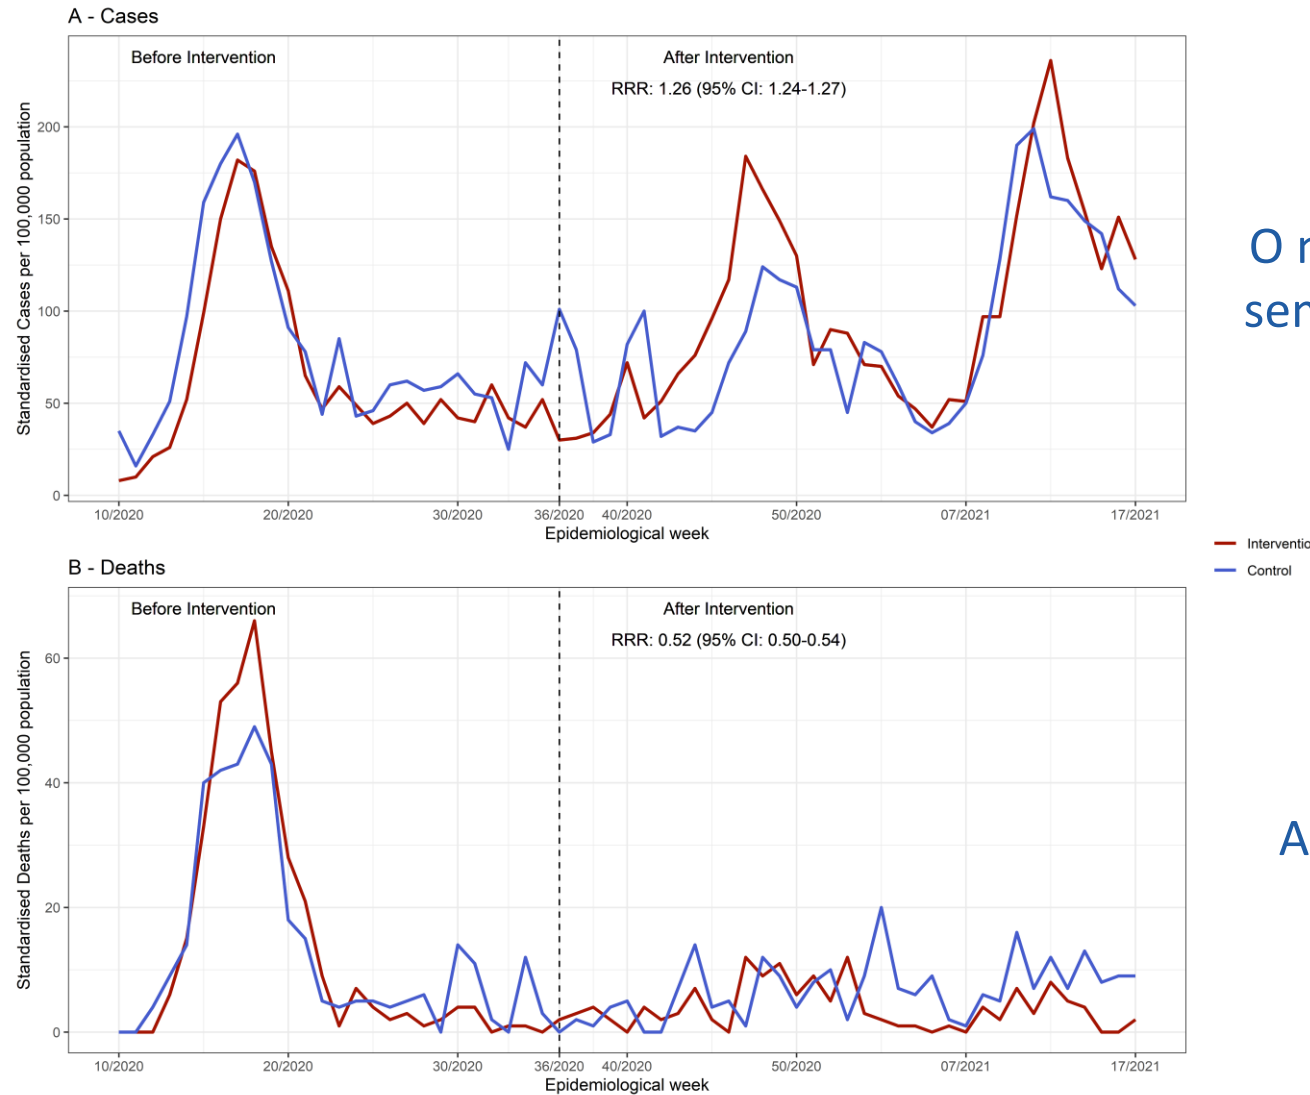 A - Cases
Before Intervention
After Intervention
RRR: 1.26 (95% CI: 1.24-1.27)
Standardised Cases per 100,000 population
200
150
100
50
0
10/2020 20/2020 30/2020 36/2020 40/2020 50/2020 07/2021 17/2021
Epidemiological week
O
Control
B - Deaths
Before Intervention
After Intervention
RRR: 0.52 (95% CI: 0.50-0.54)
Standardised Deaths per 100,000 population
60
40
20
0
10/2020 20/2020 30/2020 36/2020 40/2020 50/2020 07/2021 17/2021
Epidemiological week
A